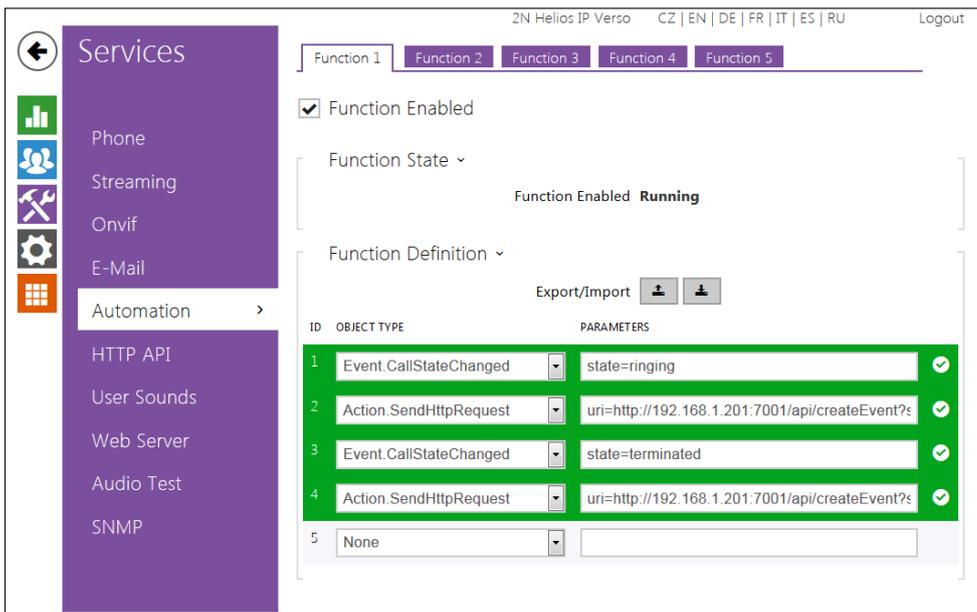 2N Helios IP Verso CZ | EN | DE | FR | IT | ES | RU Logout
Services
Phone
Streaming
Onvif
E-Mail
Automation
HTTP API
User Sounds
Web Server
Audio Test
SNMP
Function 1 Function 2 Function 3 Function 4 Function 5
Function Enabled
Function State
Function Enabled Running
Function Definition
Export/Import
ID OBJECT TYPE PARAMETERS
1 Event.CallStateChanged state=ringing
2 Action.SendHttpRequest uri=http://192.168.1.201:7001/api/createEvent?s
3 Event.CallStateChanged state=terminated
4 Action.SendHttpRequest uri=http://192.168.1.201:7001/api/createEvent?s
5 None